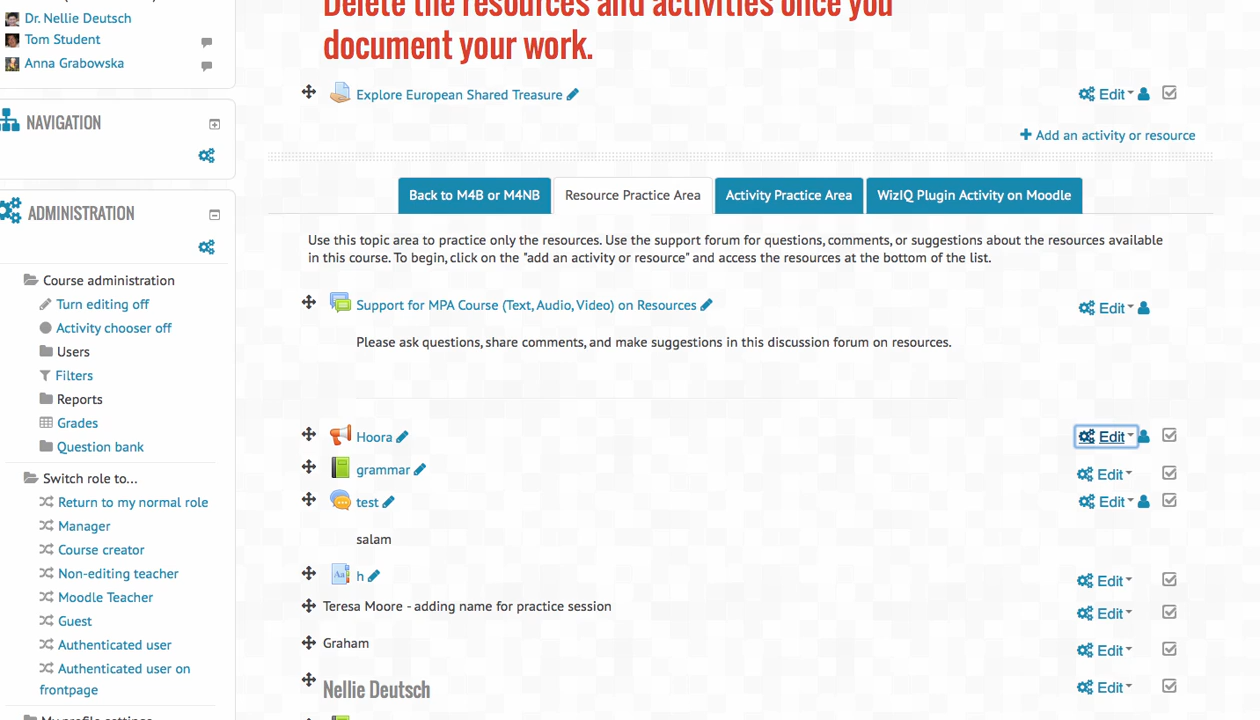 Dr. Nellie Deutsch
Tom Student
Anna Grabowska
NAVIGATION
ADMINISTRATION
Course administration
Turn editing off
Activity chooser off
Users
Filters
Reports
Grades
Question bank
Switch role to...
Return to my normal role
Manager
Course creator
Non-editing teacher
Moodle Teacher
Guest
Authenticated user
Authenticated user on
frontpage
My profile settings
Delete the resources and activities once you
document your work.
Explore European Shared Treasure
Edit
Add an activity or resource
Back to M4B or M4NB
Resource Practice Area
Activity Practice Area
WizIQ Plugin Activity on Moodle
Use this topic area to practice only the resources. Use the support forum for questions, comments, or suggestions about the resources available
in this course. To begin, click on the "add an activity or resource" and access the resources at the bottom of the list.
Support for MPA Course (Text, Audio, Video) on Resources
Edit
Please ask questions, share comments, and make suggestions in this discussion forum on resources.
Hoora
Edit
grammar
Edit
test
Edit
salam
Aa
h
Edit
Teresa Moore - adding name for practice session
Edit
Graham
Edit
Nellie Deutsch
Edit